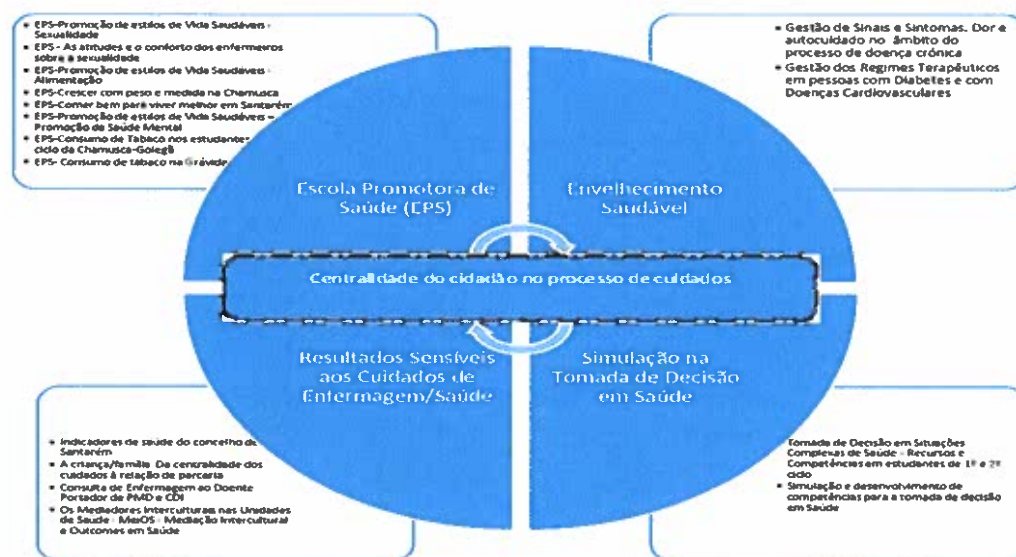 • EPS-Promoção de estilos de Vida Saudáveis -
Sexualidade
• EPS - As atitudes e o conforto dos enfermeiros
sobre a sexualidade
• EPS-Promoção de estilos de Vida Saudáveis -
Alimentação
• EPS-Crescer com peso e medida na Chamusca
• EPS-Comer bem para viver melhor em Santarém
• EPS-Promoção de estilos de Vida Saudáveis –
Promoção da Saúde Mental
• EPS-Consumo de Tabaco nos estudantes
ciclo da Chamusca-Golegã
• EPS- Consumo de tabaco na Grávida
• Gestão de Sinais e Sintomas. Dor e
autocuidado no âmbito do
processo de doença crónica
• Gestão dos Regimes Terapêuticos
em pessoas com Diabetes e com
Doenças Cardiovasculares
Escola Promotora de
Saúde (EPS)
Envelhecimento
Saudável
Centralidade do cidadão no processo de cuidados
Resultados Sensíveis
aos Cuidados de
Enfermagem/Saúde
Simulação na
Tomada de Decisão
em Saúde
• Indicadores de saúde do concelho de
Santarém
• A criança/família. Da centralidade dos
cuidados à relação de parceria
• Consulta de Enfermagem ao Doente
Portador de PMD e CDI
• Os Mediadores Interculturais nas Unidades
de Saúde - MeiOS - Mediação Intercultural
e Outcomes em Saúde
Tomada de Decisão em Situações
Complexas de Saúde - Recursos e
Competências em estudantes de 1º e 2º
ciclo
• Simulação e desenvolvimento de
competências para a tomada de decisão
em Saúde